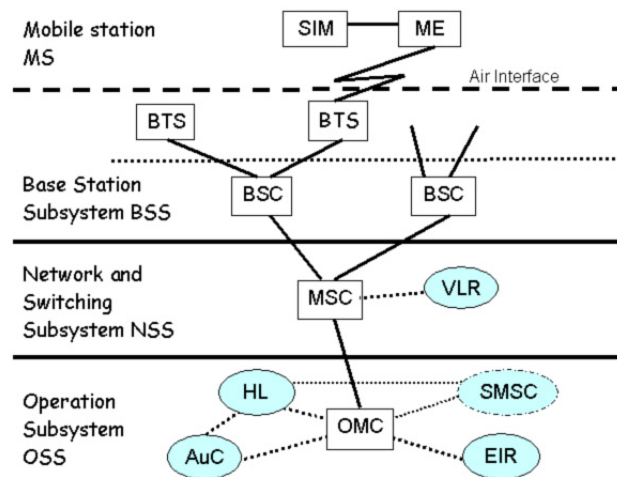 Mobile station
MS
SIM
ME
Air Interface
BTS
BTS
Base Station
Subsystem BSS
BSC
BSC
Network and
Switching
Subsystem NSS
MSC
VLR
Operation
Subsystem
OSS
HL
SMSC
OMC
AuC
EIR